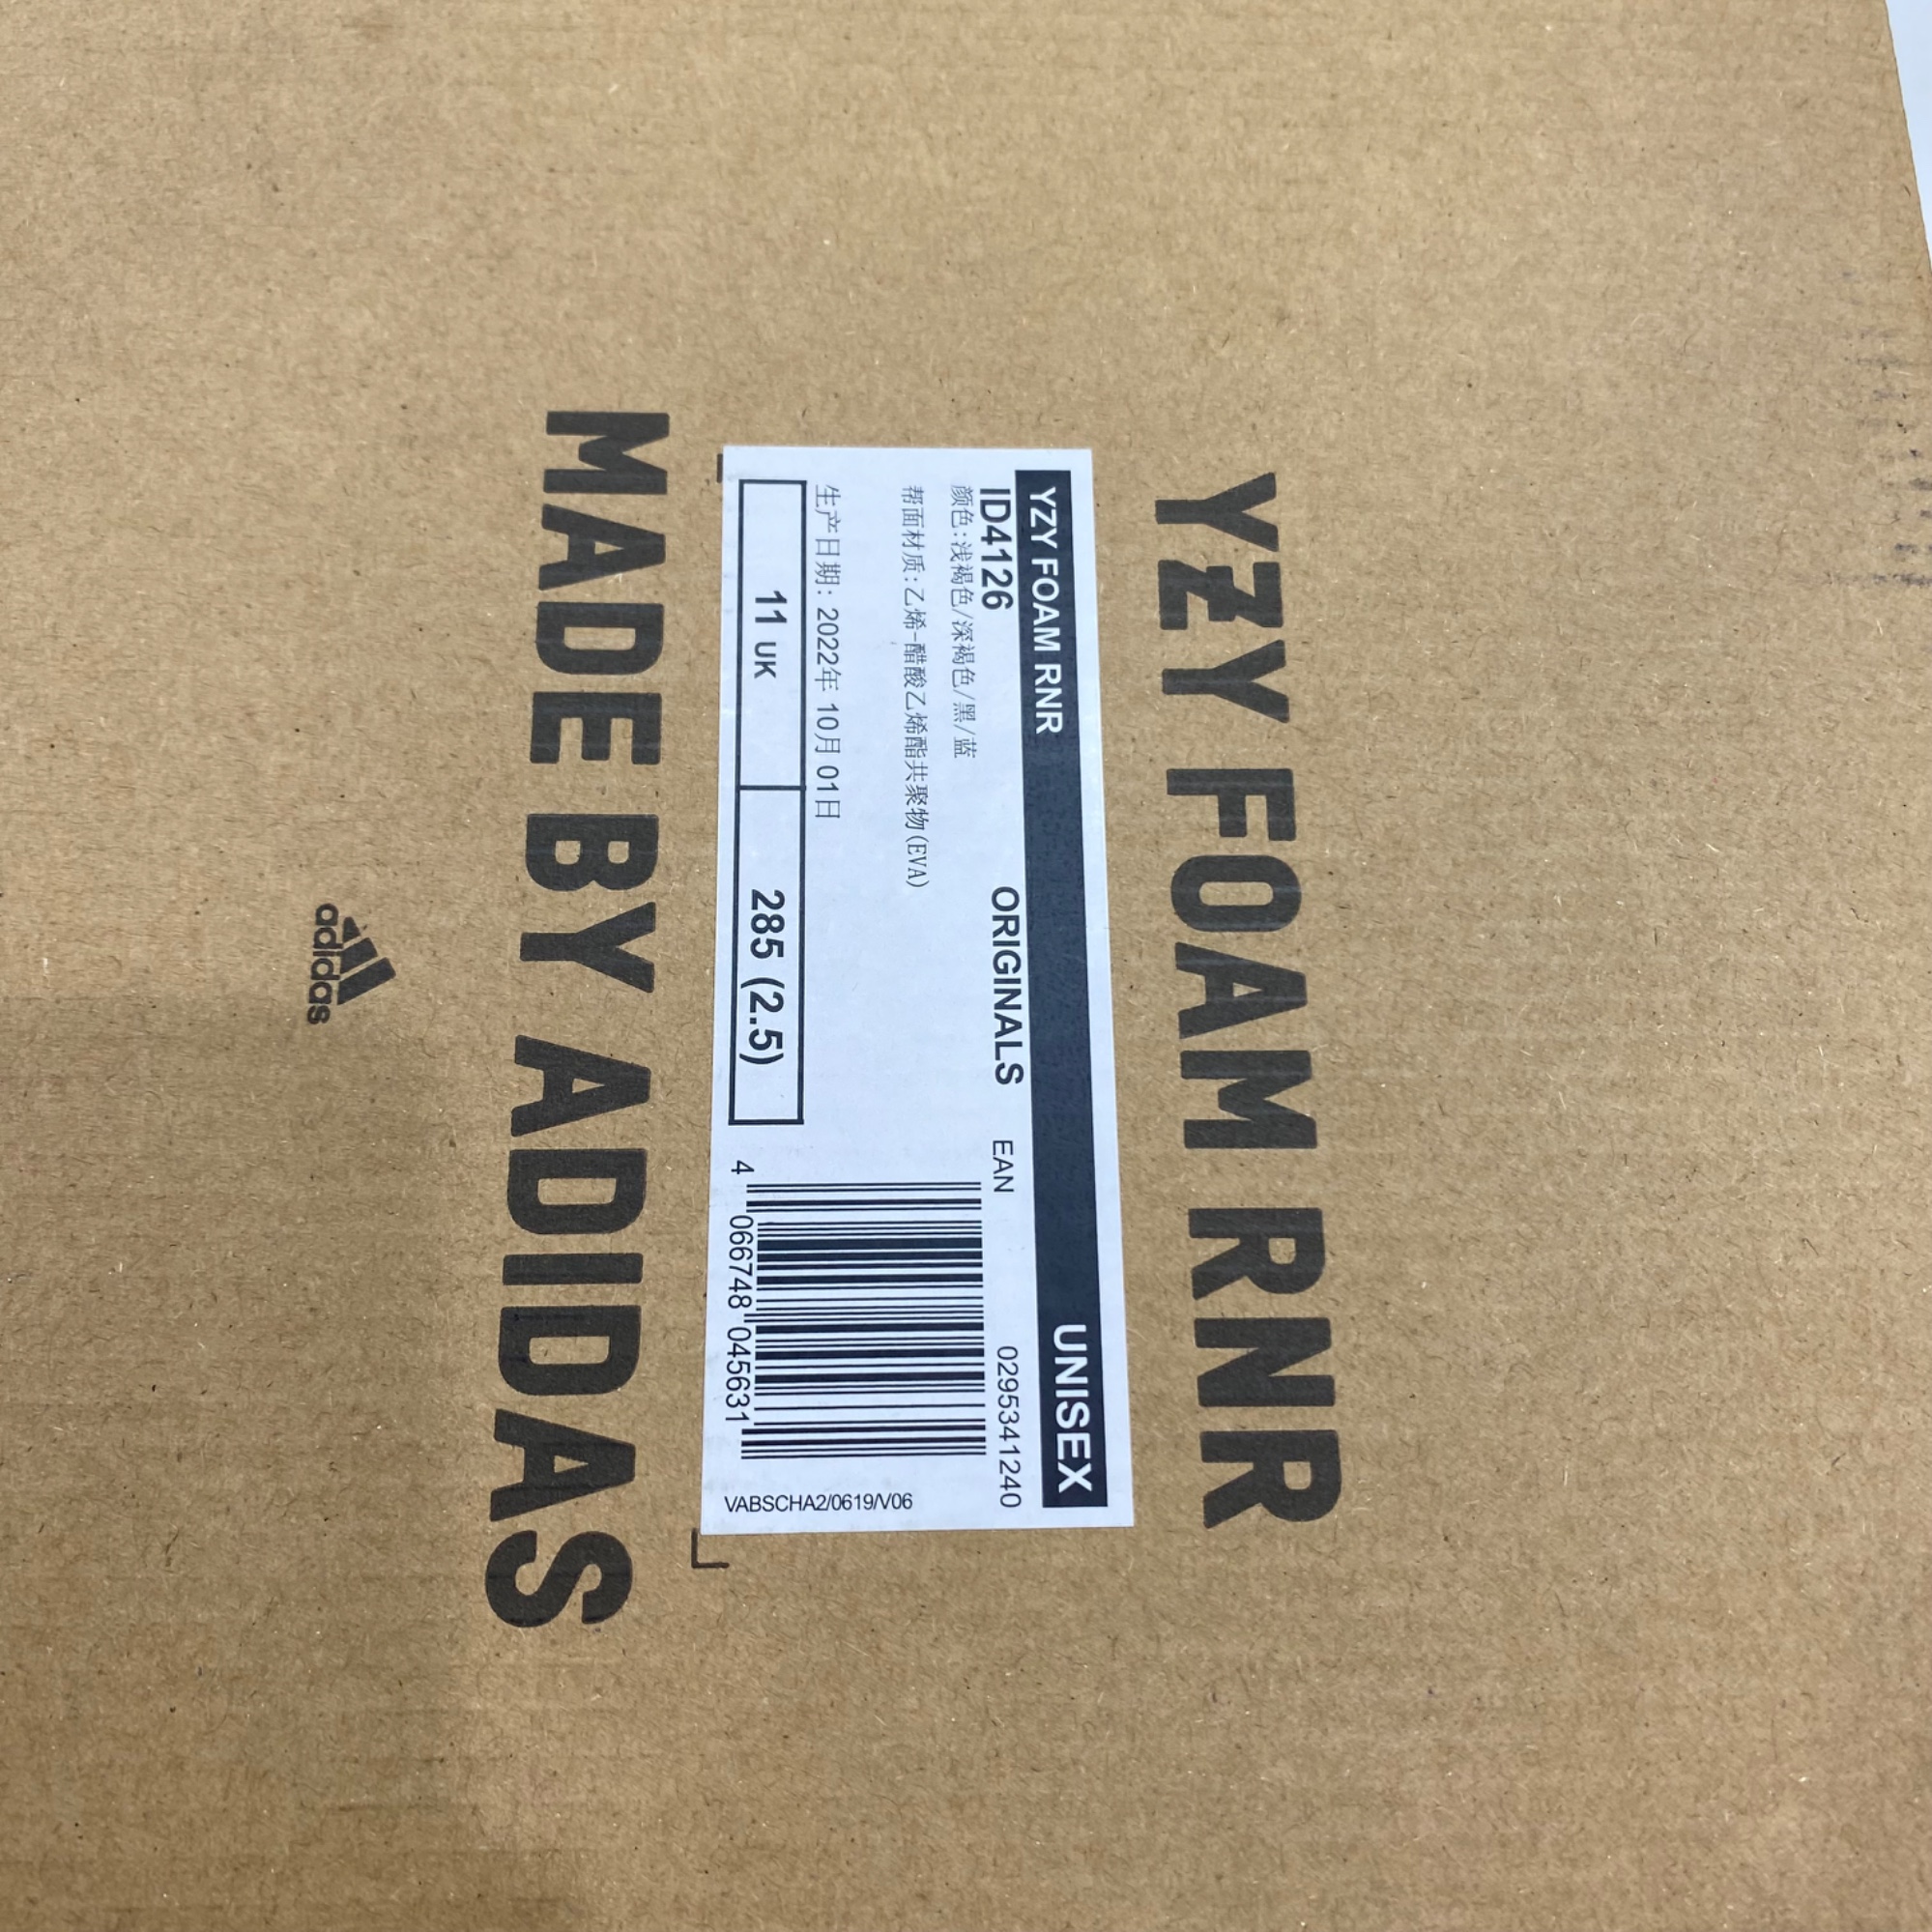 YZY FOAM RNR
YZY FOAM RNR UNISEX
ID4126 ORIGINALS EAN 0295341240
颜色:浅褐色/深褐色/黑/蓝
帮面材质:乙烯-醋酸乙烯酯共聚物(EVA)
生产日期: 2022年 10月 01日
11 UK 285 (2.5)
4 066748 045631
VABSCHA2/0619/V06
MADE BY ADIDAS
adidas